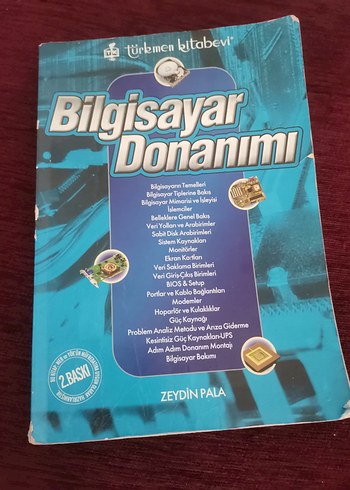 türkmen kitabevi
Bilgisayar
Donanımı
Bilgisayarın Temelleri
Bilgisayar Tiplerine Bakış
Bilgisayar Mimarisi ve İşleyişi
İşlemciler
Belleklere Genel Bakış
Veri Yolları ve Arabirimler
Sabit Disk Arabirimleri
Sistem Kaynakları
Monitörler
Ekran Kartları
Veri Saklama Birimleri
Veri Giriş-Çıkış Birimleri
BIOS & Setup
Portlar ve Kablo Bağlantıları
Modemler
Hoparlör ve Kulaklıklar
Güç Kaynağı
Problem Analiz Metodu ve Arıza Giderme
Kesintisiz Güç Kaynakları-UPS
Adım Adım Donanım Montajı
Bilgisayar Bakımı
2.BASKI
ZEYDİN PALA